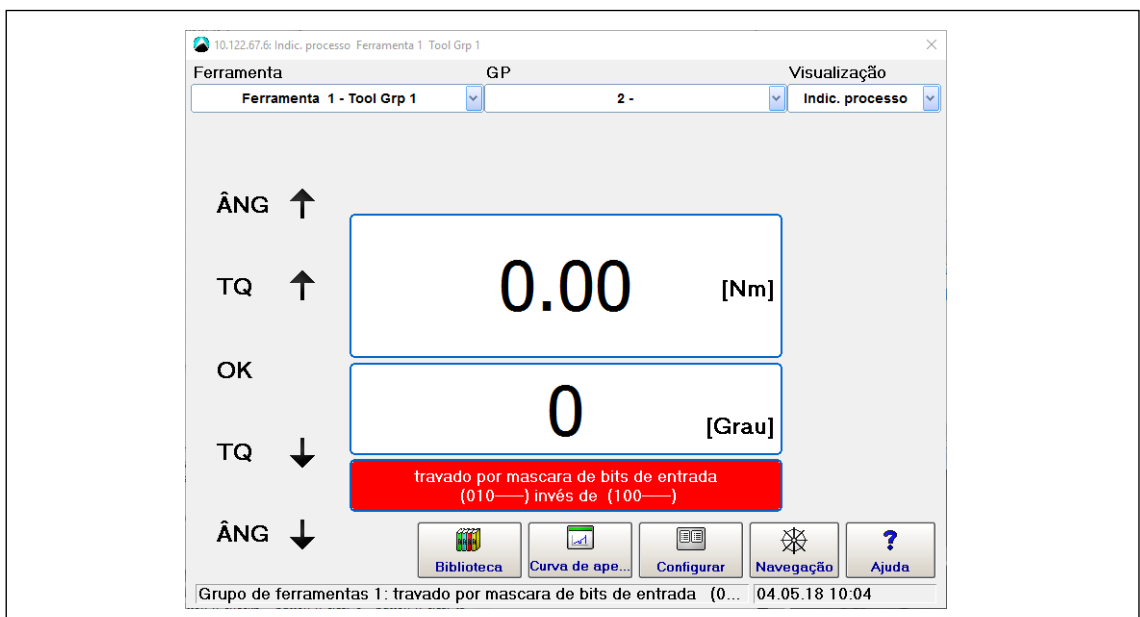 10.122.67.6: Indic. processo Ferramenta 1 Tool Grp 1
Ferramenta GP Visualização
Ferramenta 1 - Tool Grp 1 2 - Indic. processo
ÂNG
TQ
0.00 [Nm]
OK
0 [Grau]
TQ
travado por mascara de bits de entrada
(010——) invés de (100——)
ÂNG
Biblioteca Curva de ape... Configurar Navegação ? Ajuda
Grupo de ferramentas 1: travado por mascara de bits de entrada (0... 04.05.18 10:04